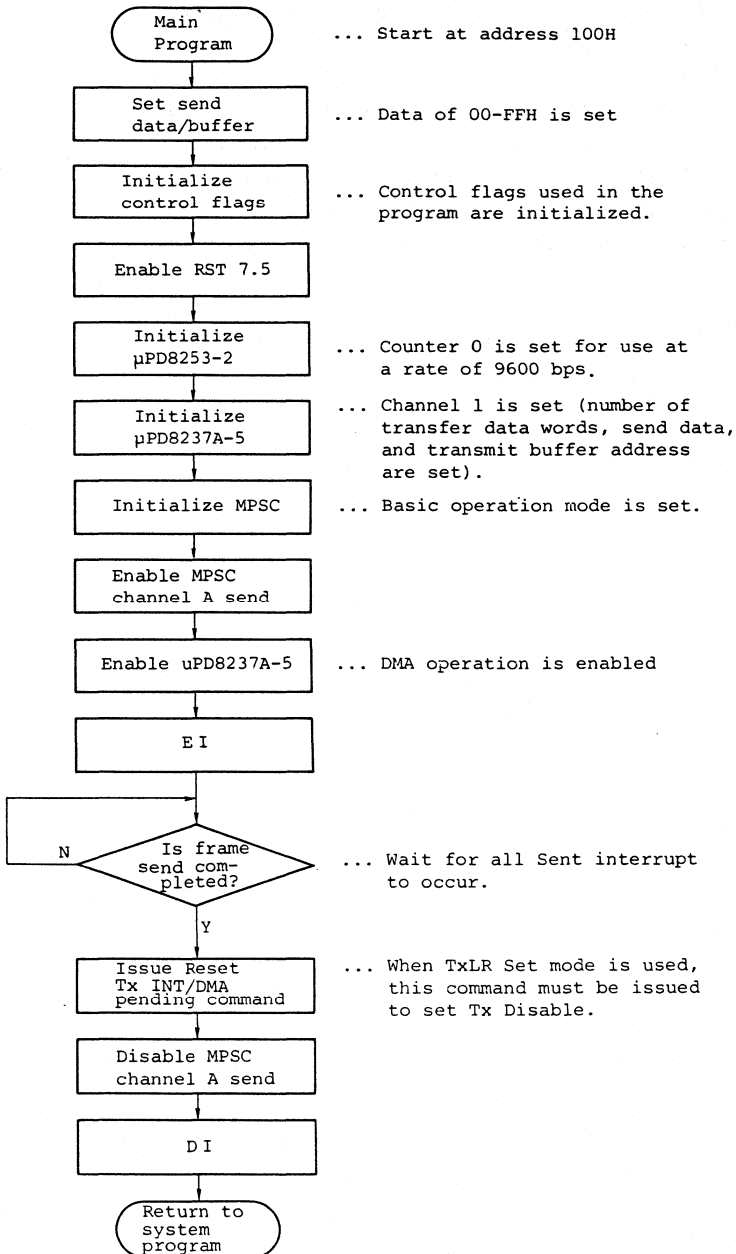 Main
Program
... Start at address 100H
Set send
data/buffer
... Data of 00-FFH is set
Initialize
control flags
... Control flags used in the
program are initialized.
Enable RST 7.5
Initialize
µPD8253-2
... Counter 0 is set for use at
a rate of 9600 bps.
Initialize
µPD8237A-5
... Channel 1 is set (number of
transfer data words, send data,
and transmit buffer address
are set).
Initialize MPSC
... Basic operation mode is set.
Enable MPSC
channel A send
Enable uPD8237A-5
... DMA operation is enabled
EI
N
Is frame
send com-
pleted?
... Wait for all Sent interrupt
to occur.
Y
Issue Reset
Tx INT/DMA
pending command
... When TxLR Set mode is used,
this command must be issued
to set Tx Disable.
Disable MPSC
channel A send
DI
Return to
system
program